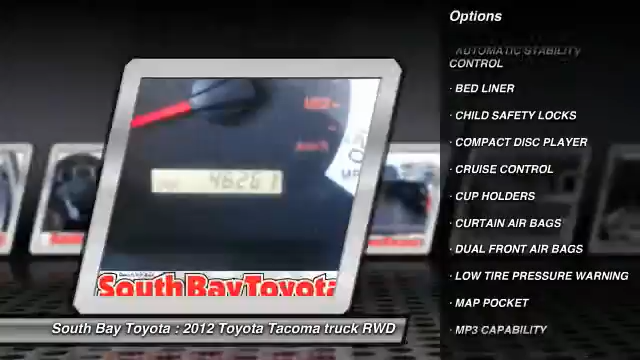 Options
· AUTOMATIC STABILITY
CONTROL
· BED LINER
· CHILD SAFETY LOCKS
· COMPACT DISC PLAYER
· CRUISE CONTROL
· CUP HOLDERS
· CURTAIN AIR BAGS
· DUAL FRONT AIR BAGS
· LOW TIRE PRESSURE WARNING
· MAP POCKET
· MP3 CAPABILITY
46261
South Bay Toyota
South Bay Toyota : 2012 Toyota Tacoma truck RWD